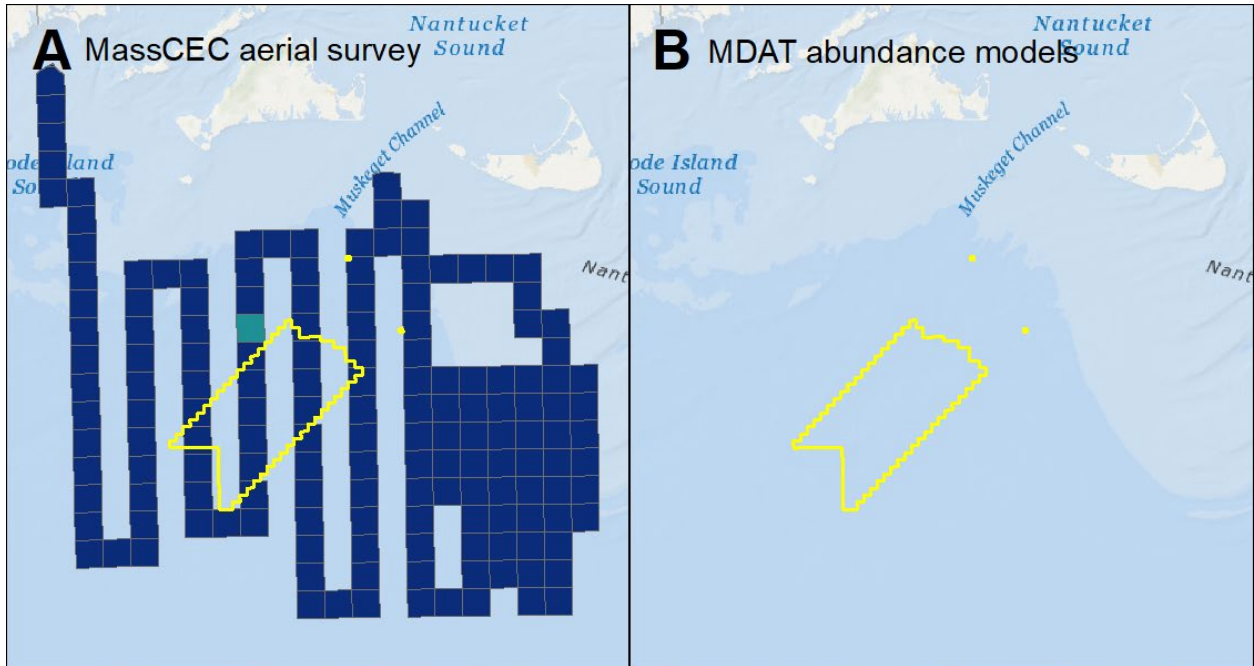 Nantucket
Sound
A MassCEC aerial survey
Muskeget Channel
ode Island
So
Nant
Nantucket
Sound
B MDAT abundance models
Muskeget Channel
ode Island
Sound
Nant